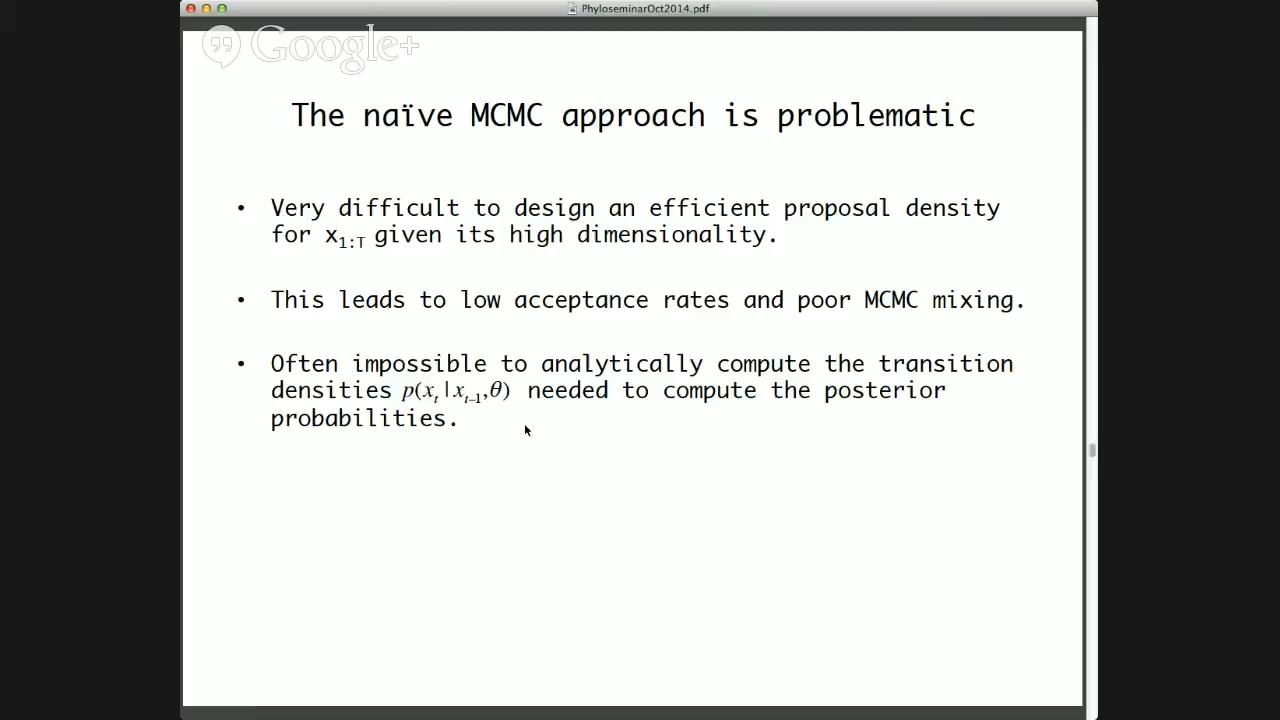 PhyloseminarOct2014.pdf
Google+
The naïve MCMC approach is problematic
• Very difficult to design an efficient proposal density
for x1:T given its high dimensionality.
• This leads to low acceptance rates and poor MCMC mixing.
• Often impossible to analytically compute the transition
densities p(xt | xt−1,θ) needed to compute the posterior
probabilities.